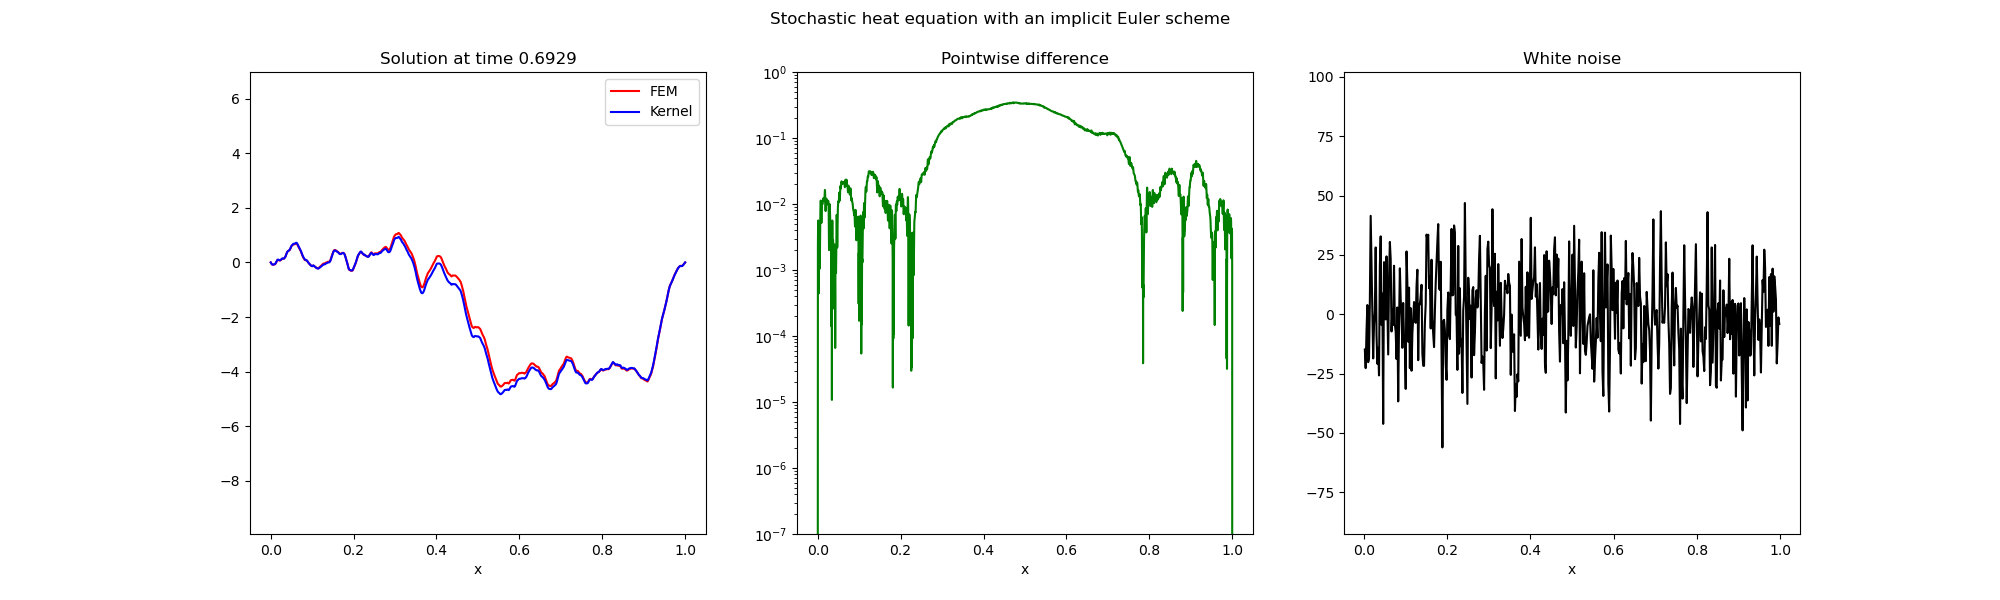 Stochastic heat equation with an implicit Euler scheme
Solution at time 0.6929
FEM
Kernel
6
4
2
0
−2
−4
−6
−8
0.0 0.2 0.4 0.6 0.8 1.0
x
Pointwise difference
10⁰
10⁻¹
10⁻²
10⁻³
10⁻⁴
10⁻⁵
10⁻⁶
10⁻⁷
0.0 0.2 0.4 0.6 0.8 1.0
x
White noise
100
75
50
25
0
−25
−50
−75
0.0 0.2 0.4 0.6 0.8 1.0
x